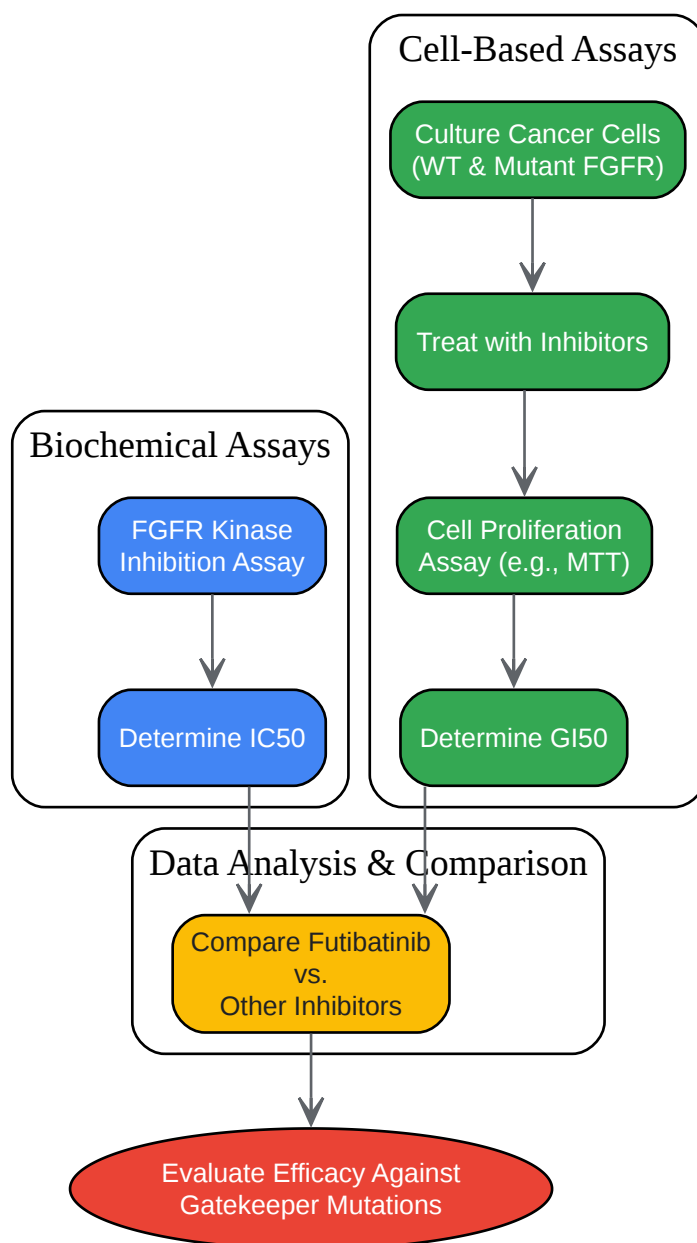 Cell-Based Assays
Culture Cancer Cells
(WT & Mutant FGFR)
Treat with Inhibitors
Cell Proliferation
Assay (e.g., MTT)
Determine GI50
Biochemical Assays
FGFR Kinase
Inhibition Assay
Determine IC50
Data Analysis & Comparison
Compare Futibatinib
vs.
Other Inhibitors
Evaluate Efficacy Against
Gatekeeper Mutations